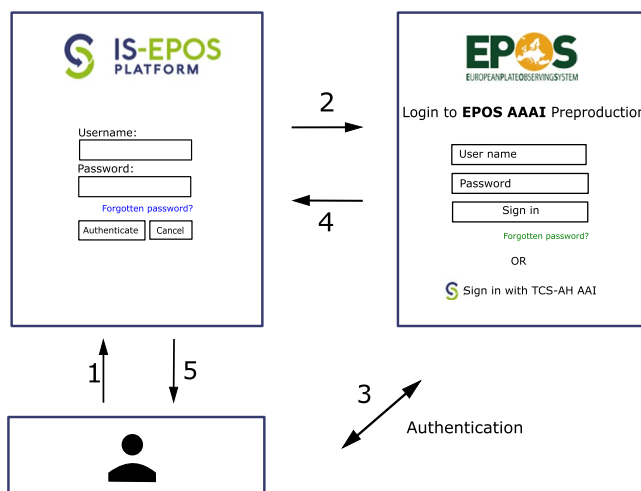 IS-EPOS
PLATFORM
Username:
Password:
Forgotten password?
Authenticate
Cancel
1
5
2
4
EPOS
EUROPEANPLATEOBSERVINGSYSTEM
Login to EPOS AAAI Preproduction
User name
Password
Sign in
Forgotten password?
OR
Sign in with TCS-AH AAI
3
Authentication